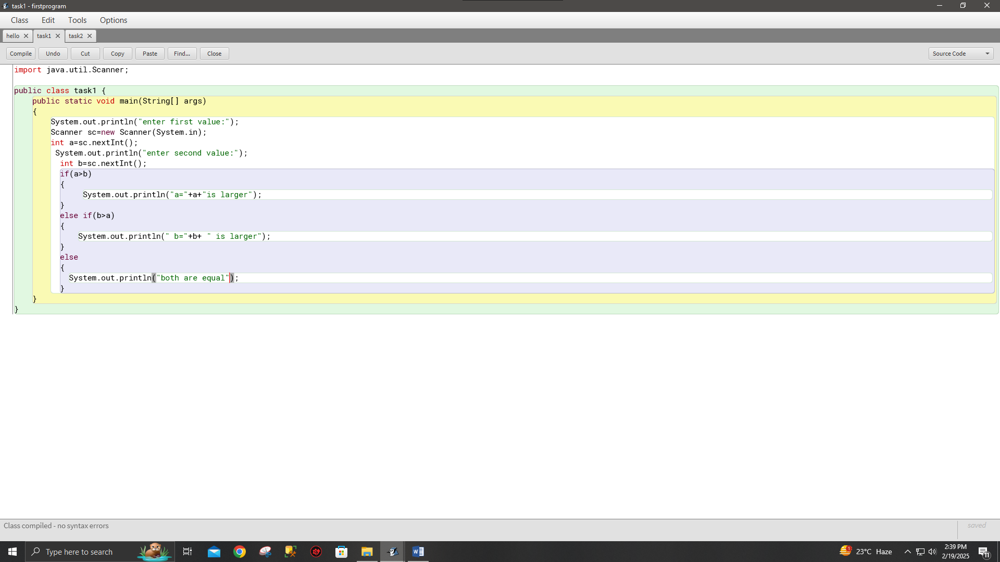 task1 - firstprogram
Class Edit Tools Options
hello task1 task2
Compile Undo Cut Copy Paste Find... Close Source Code
import java.util.Scanner;
public class task1 {
public static void main(String[] args)
{
System.out.println("enter first value:");
Scanner sc=new Scanner(System.in);
int a=sc.nextInt();
System.out.println("enter second value:");
int b=sc.nextInt();
if(a>b)
{
System.out.println("a="+a+"is larger");
}
else if(b>a)
{
System.out.println(" b="+b+ " is larger");
}
else
{
System.out.println("both are equal");
}
}
}
Class compiled - no syntax errors
saved
Type here to search
1 23°C Haze
2:39 PM
2/19/2025
11